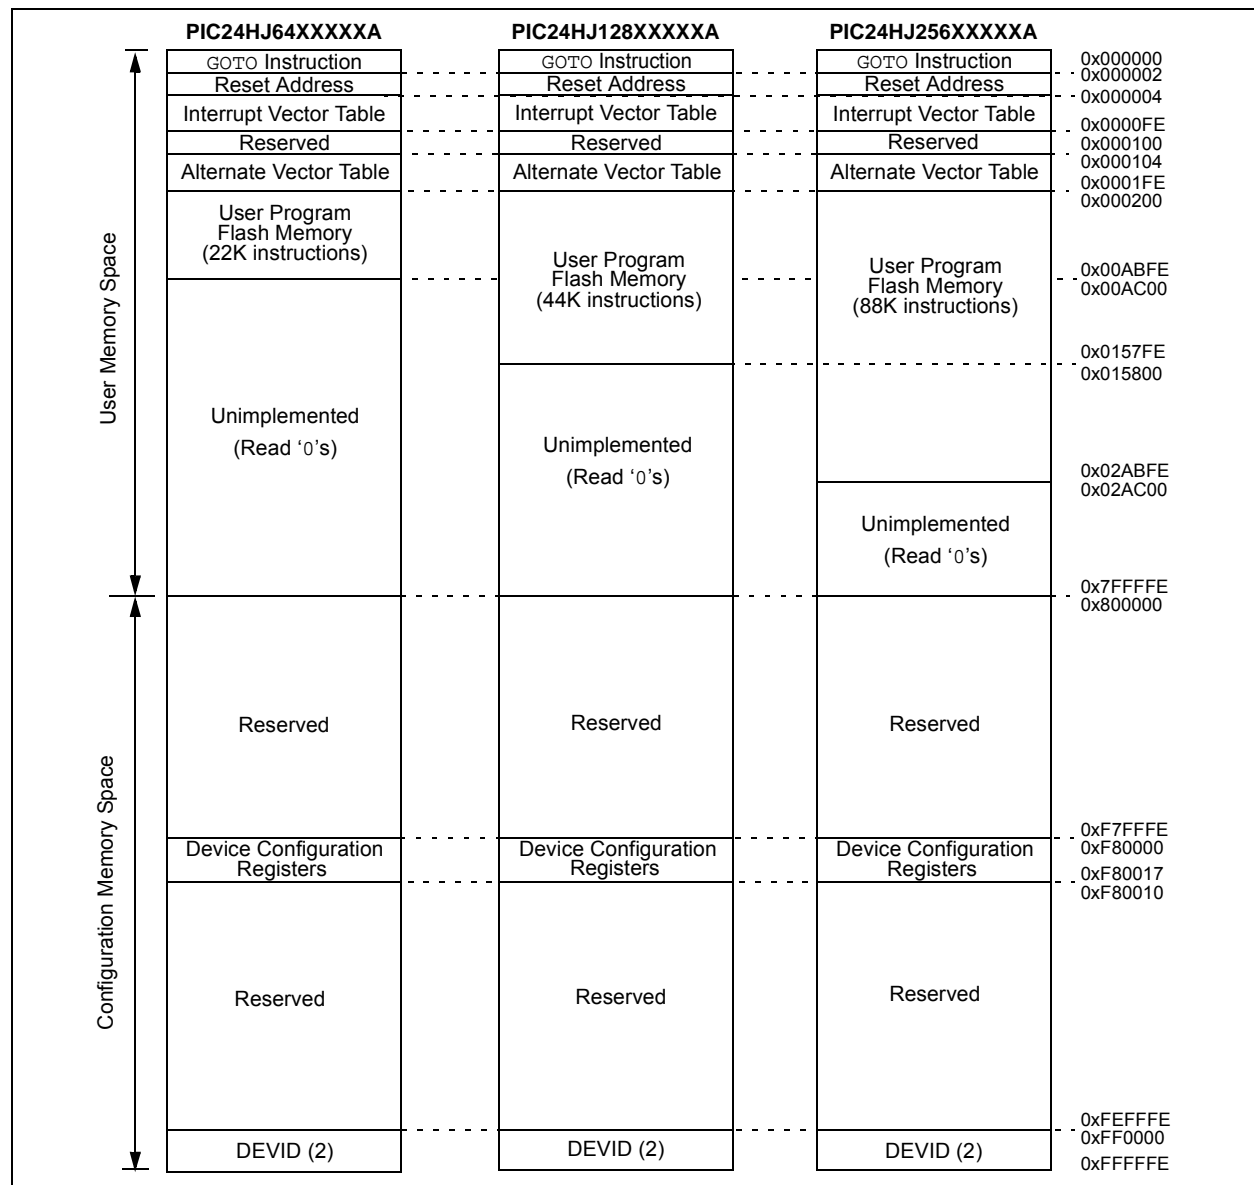 PIC24HJ64XXXXXA PIC24HJ128XXXXXA PIC24HJ256XXXXXA
GOTO Instruction GOTO Instruction GOTO Instruction 0x000000
0x000002
Reset Address Reset Address Reset Address
0x000004
Interrupt Vector Table Interrupt Vector Table Interrupt Vector Table
0x0000FE
Reserved Reserved Reserved 0x000100
0x000104
Alternate Vector Table Alternate Vector Table Alternate Vector Table
0x0001FE
0x000200
User Memory Space
User Program
Flash Memory
(22K instructions)
User Program
Flash Memory
(44K instructions)
User Program
Flash Memory
(88K instructions)
0x00ABFE
0x00AC00
0x0157FE
0x015800
Unimplemented
(Read ‘0’s)
Unimplemented
(Read ‘0’s)
0x02ABFE
0x02AC00
Unimplemented
(Read ‘0’s)
0x7FFFFE
0x800000
Configuration Memory Space
Reserved Reserved Reserved
0xF7FFFE
0xF80000
Device Configuration
Registers
Device Configuration
Registers
Device Configuration
Registers
0xF80017
0xF80010
Reserved Reserved Reserved
0xFEFFFE
0xFF0000
DEVID (2) DEVID (2) DEVID (2)
0xFFFFFE